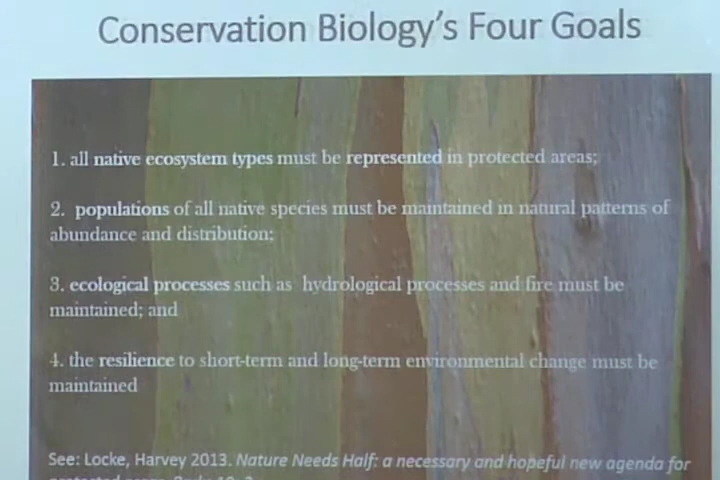 Conservation Biology's Four Goals
1. all native ecosystem types must be represented in protected areas;
2. populations of all native species must be maintained in natural patterns of
abundance and distribution;
3. ecological processes such as hydrological processes and fire must be
maintained; and
4. the resilience to short-term and long-term environmental change must be
maintained
See: Locke, Harvey 2013. Nature Needs Half: a necessary and hopeful new agenda for